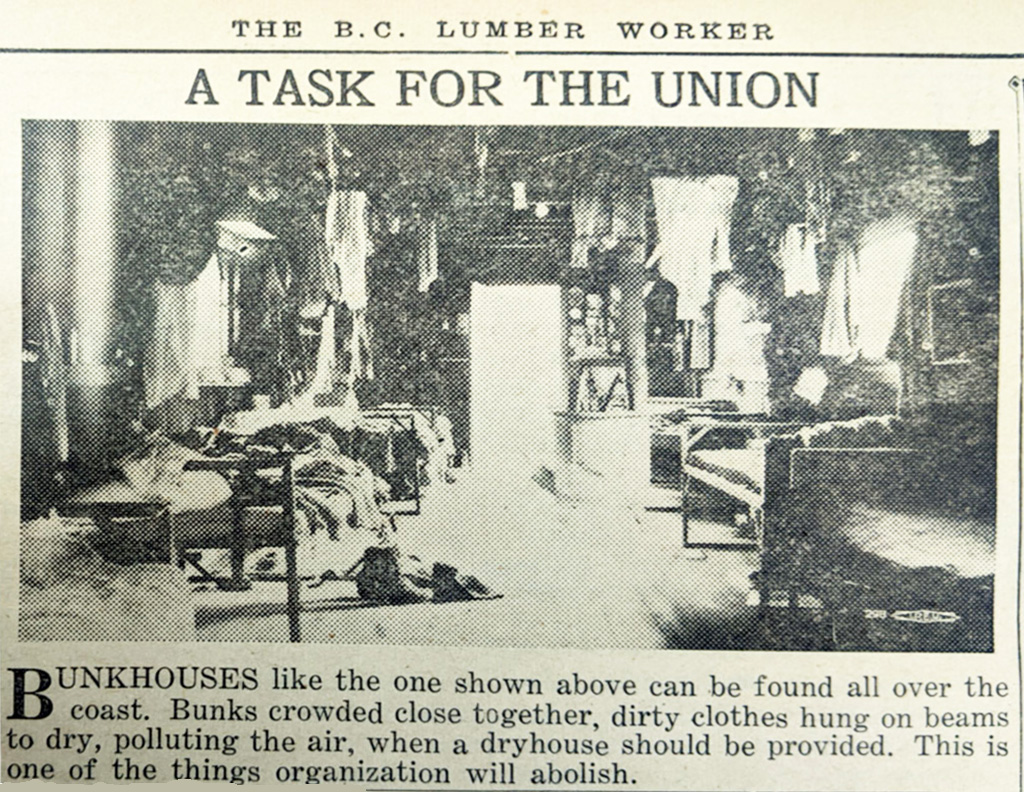 THE B.C. LUMBER WORKER
A TASK FOR THE UNION
BUNKHOUSES like the one shown above can be found all over the
coast. Bunks crowded close together, dirty clothes hung on beams
to dry, polluting the air, when a dryhouse should be provided. This is
one of the things organization will abolish.